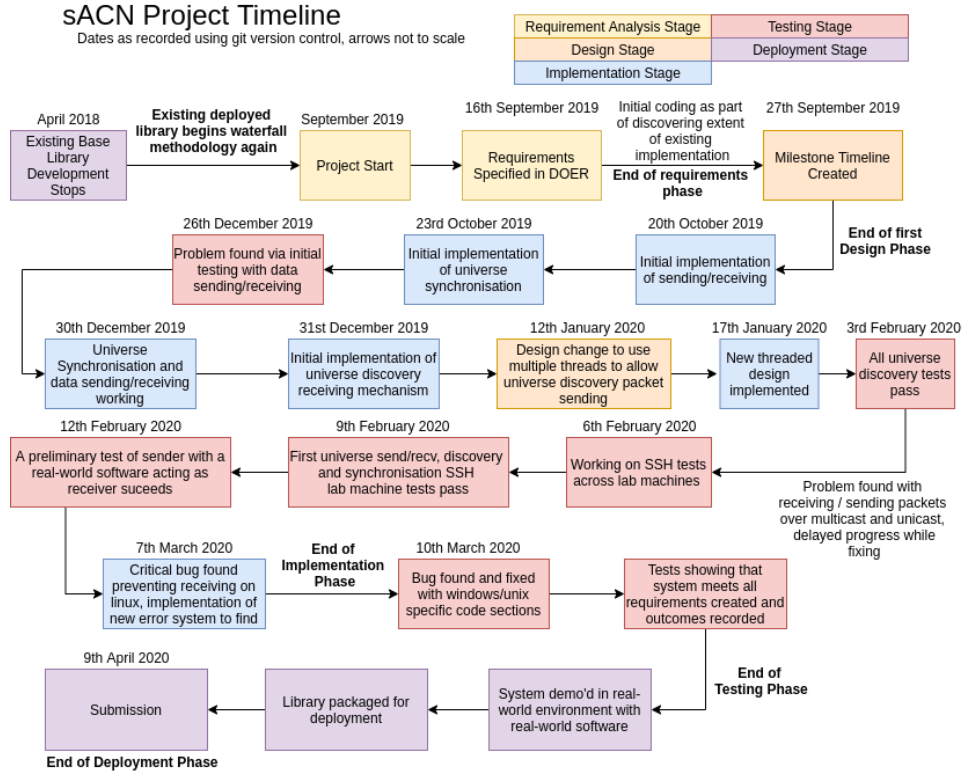 sACN Project Timeline
Dates as recorded using git version control, arrows not to scale
Requirement Analysis Stage
Testing Stage
Design Stage
Deployment Stage
Implementation Stage
April 2018
Existing Base
Library
Development
Stops
Existing deployed
library begins waterfall
methodology again
September 2019
Project Start
16th September 2019
Requirements
Specified in DOER
Initial coding as part
of discovering extent
of existing
implementation
End of requirements
phase
27th September 2019
Milestone Timeline
Created
End of first
Design Phase
20th October 2019
Initial implementation
of sending/receiving
23rd October 2019
Initial implementation
of universe
synchronisation
26th December 2019
Problem found via initial
testing with data
sending/receiving
30th December 2019
Universe
Synchronisation and
data sending/receiving
working
31st December 2019
Initial implementation of
universe discovery
receiving mechanism
12th January 2020
Design change to use
multiple threads to allow
universe discovery packet
sending
17th January 2020
New threaded
design
implemented
3rd February 2020
All universe
discovery tests
pass
Problem found with
receiving / sending packets
over multicast and unicast,
delayed progress while
fixing
6th February 2020
Working on SSH tests
across lab machines
9th February 2020
First universe send/recv, discovery
and synchronisation SSH
lab machine tests pass
12th February 2020
A preliminary test of sender with a
real-world software acting as
receiver suceeds
7th March 2020
Critical bug found
preventing receiving on
linux, implementation of
new error system to find
End of
Implementation
Phase
10th March 2020
Bug found and fixed
with windows/unix
specific code sections
Tests showing that
system meets all
requirements created and
outcomes recorded
End of
Testing Phase
System demo'd in real-
world environment with
real-world software
Library packaged for
deployment
9th April 2020
Submission
End of Deployment Phase